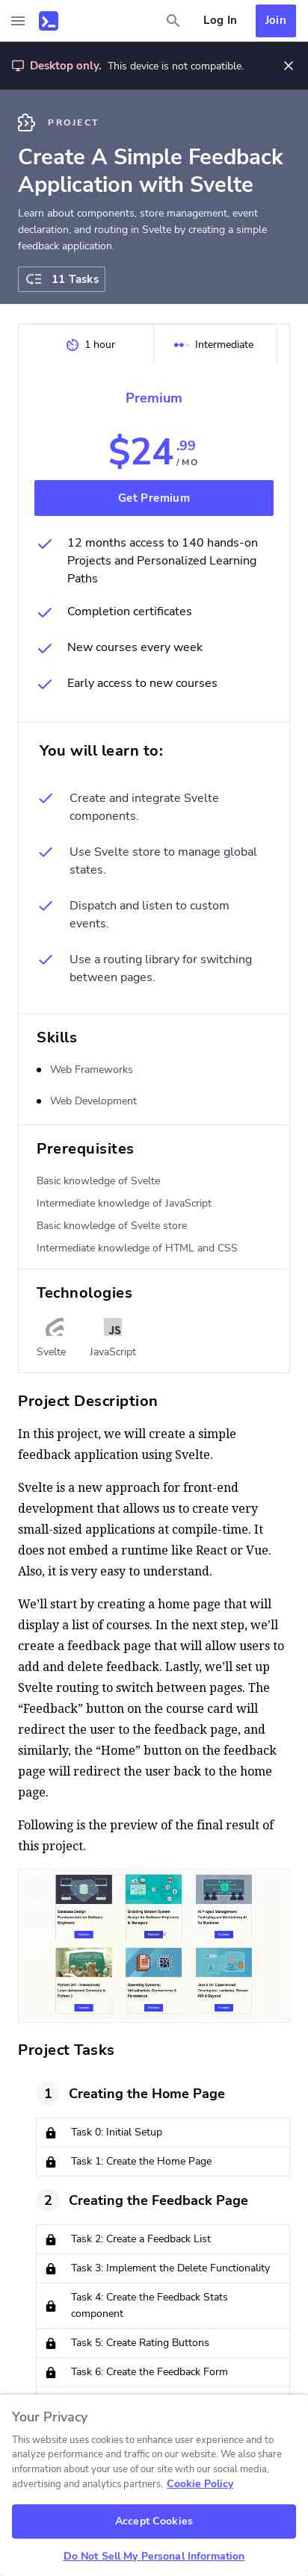 Log In
Join
Desktop only. This device is not compatible.
PROJECT
Create A Simple Feedback
Application with Svelte
Learn about components, store management, event
declaration, and routing in Svelte by creating a simple
feedback application.
11 Tasks
1 hour
Intermediate
Premium
$24.99
/MO
Get Premium
12 months access to 140 hands-on
Projects and Personalized Learning
Paths
Completion certificates
New courses every week
Early access to new courses
You will learn to:
Create and integrate Svelte
components.
Use Svelte store to manage global
states.
Dispatch and listen to custom
events.
Use a routing library for switching
between pages.
Skills
Web Frameworks
Web Development
Prerequisites
Basic knowledge of Svelte
Intermediate knowledge of JavaScript
Basic knowledge of Svelte store
Intermediate knowledge of HTML and CSS
Technologies
JS
Svelte
JavaScript
Project Description
In this project, we will create a simple
feedback application using Svelte.
Svelte is a new approach for front-end
development that allows us to create very
small-sized applications at compile-time. It
does not embed a runtime like React or Vue.
Also, it is very easy to understand.
We’ll start by creating a home page that will
display a list of courses. In the next step, we’ll
create a feedback page that will allow users to
add and delete feedback. Lastly, we’ll set up
Svelte routing to switch between pages. The
“Feedback” button on the course card will
redirect the user to the feedback page, and
similarly, the “Home” button on the feedback
page will redirect the user back to the home
page.
Following is the preview of the final result of
this project.
Project Tasks
1
Creating the Home Page
Task 0: Initial Setup
Task 1: Create the Home Page
2
Creating the Feedback Page
Task 2: Create a Feedback List
Task 3: Implement the Delete Functionality
Task 4: Create the Feedback Stats
component
Task 5: Create Rating Buttons
Task 6: Create the Feedback Form
Your Privacy
This website uses cookies to enhance user experience and to
analyze performance and traffic on our website. We also share
information about your use of our site with our social media,
advertising and analytics partners. Cookie Policy
Accept Cookies
Do Not Sell My Personal Information